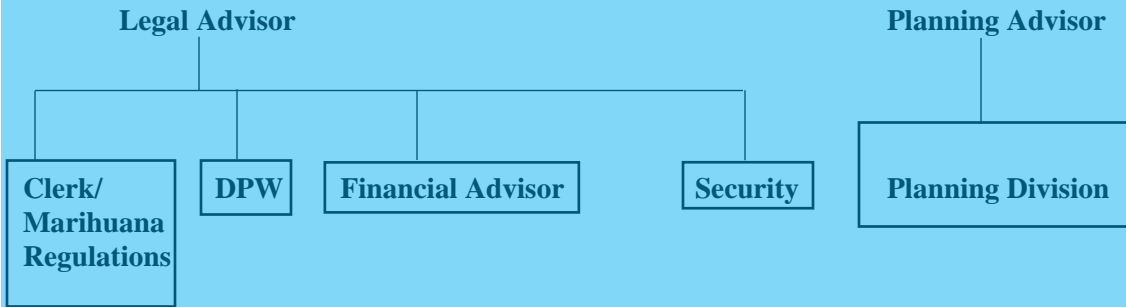 Legal Advisor
Planning Advisor
Clerk/
Marihuana
Regulations
DPW
Financial Advisor
Security
Planning Division